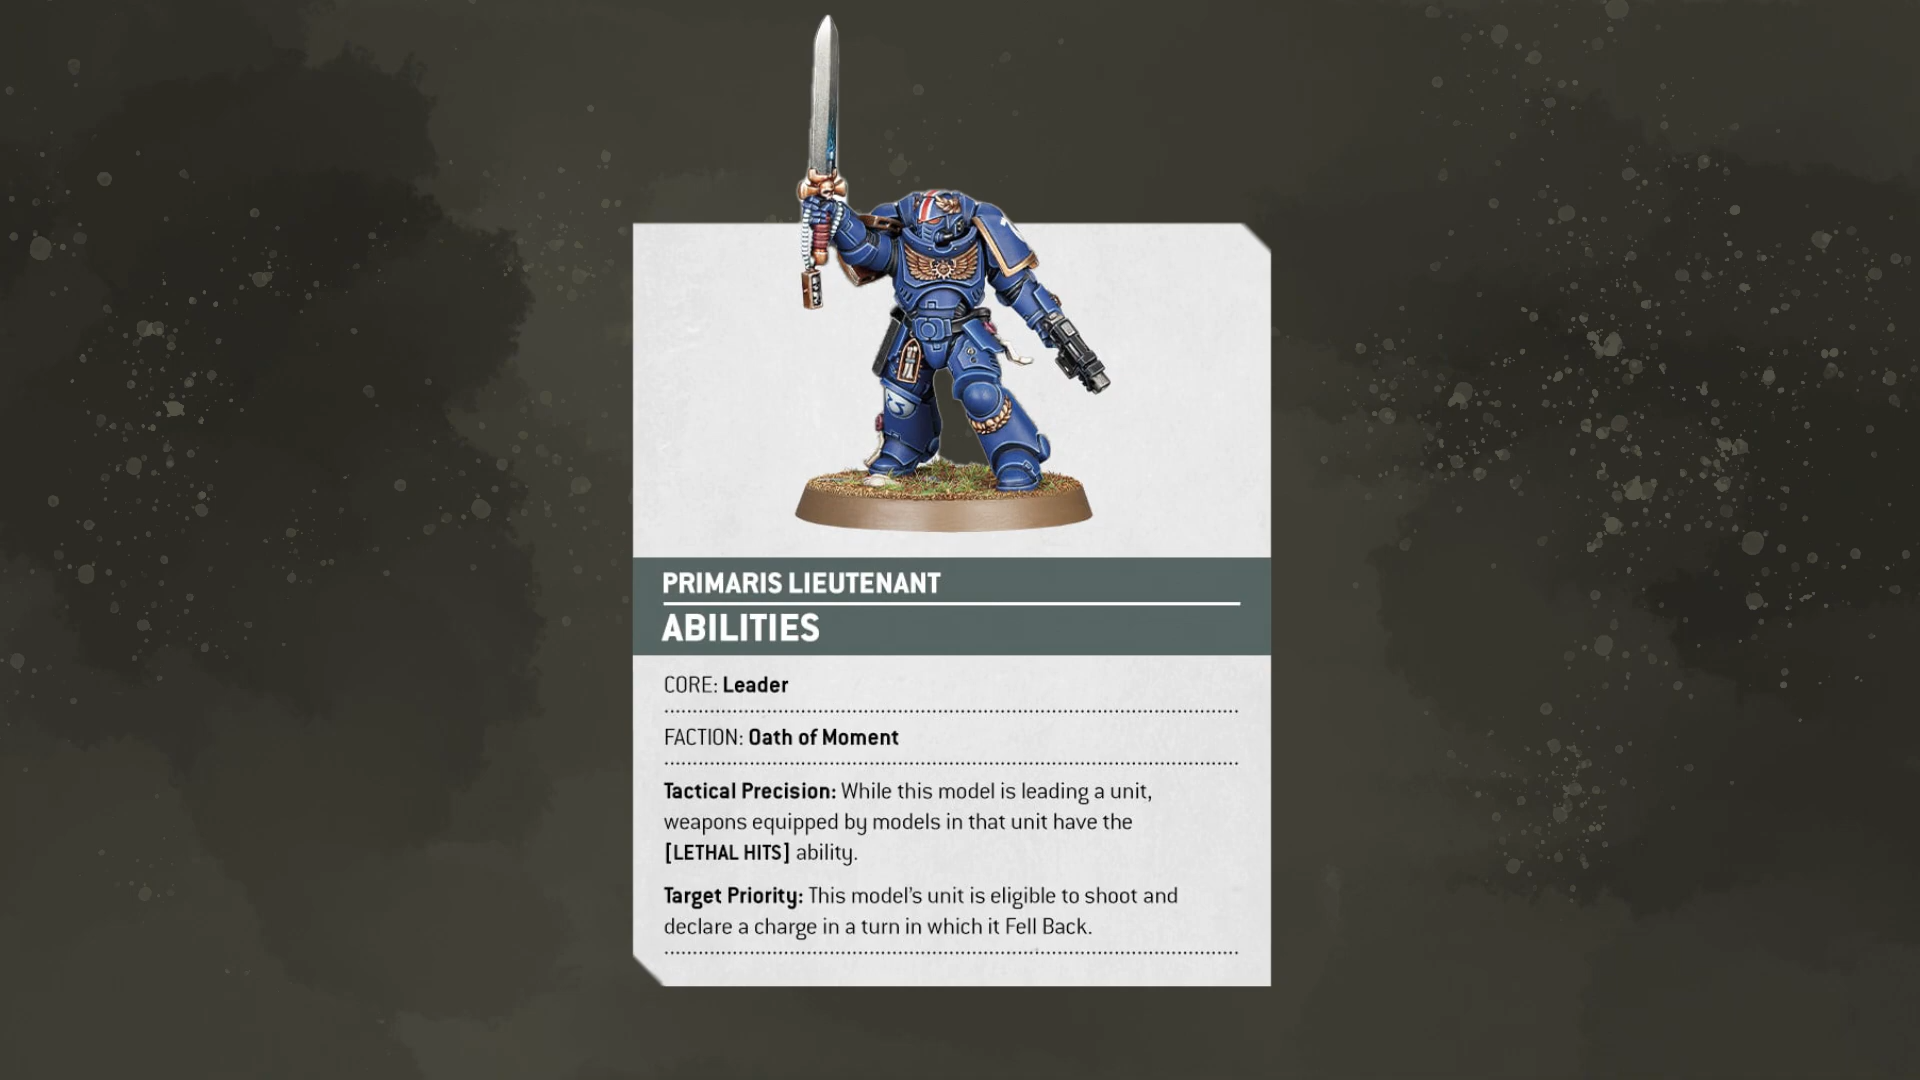 PRIMARIS LIEUTENANT
ABILITIES
CORE: Leader
FACTION: Oath of Moment
Tactical Precision: While this model is leading a unit,
weapons equipped by models in that unit have the
[LETHAL HITS] ability.
Target Priority: This model's unit is eligible to shoot and
declare a charge in a turn in which it Fell Back.